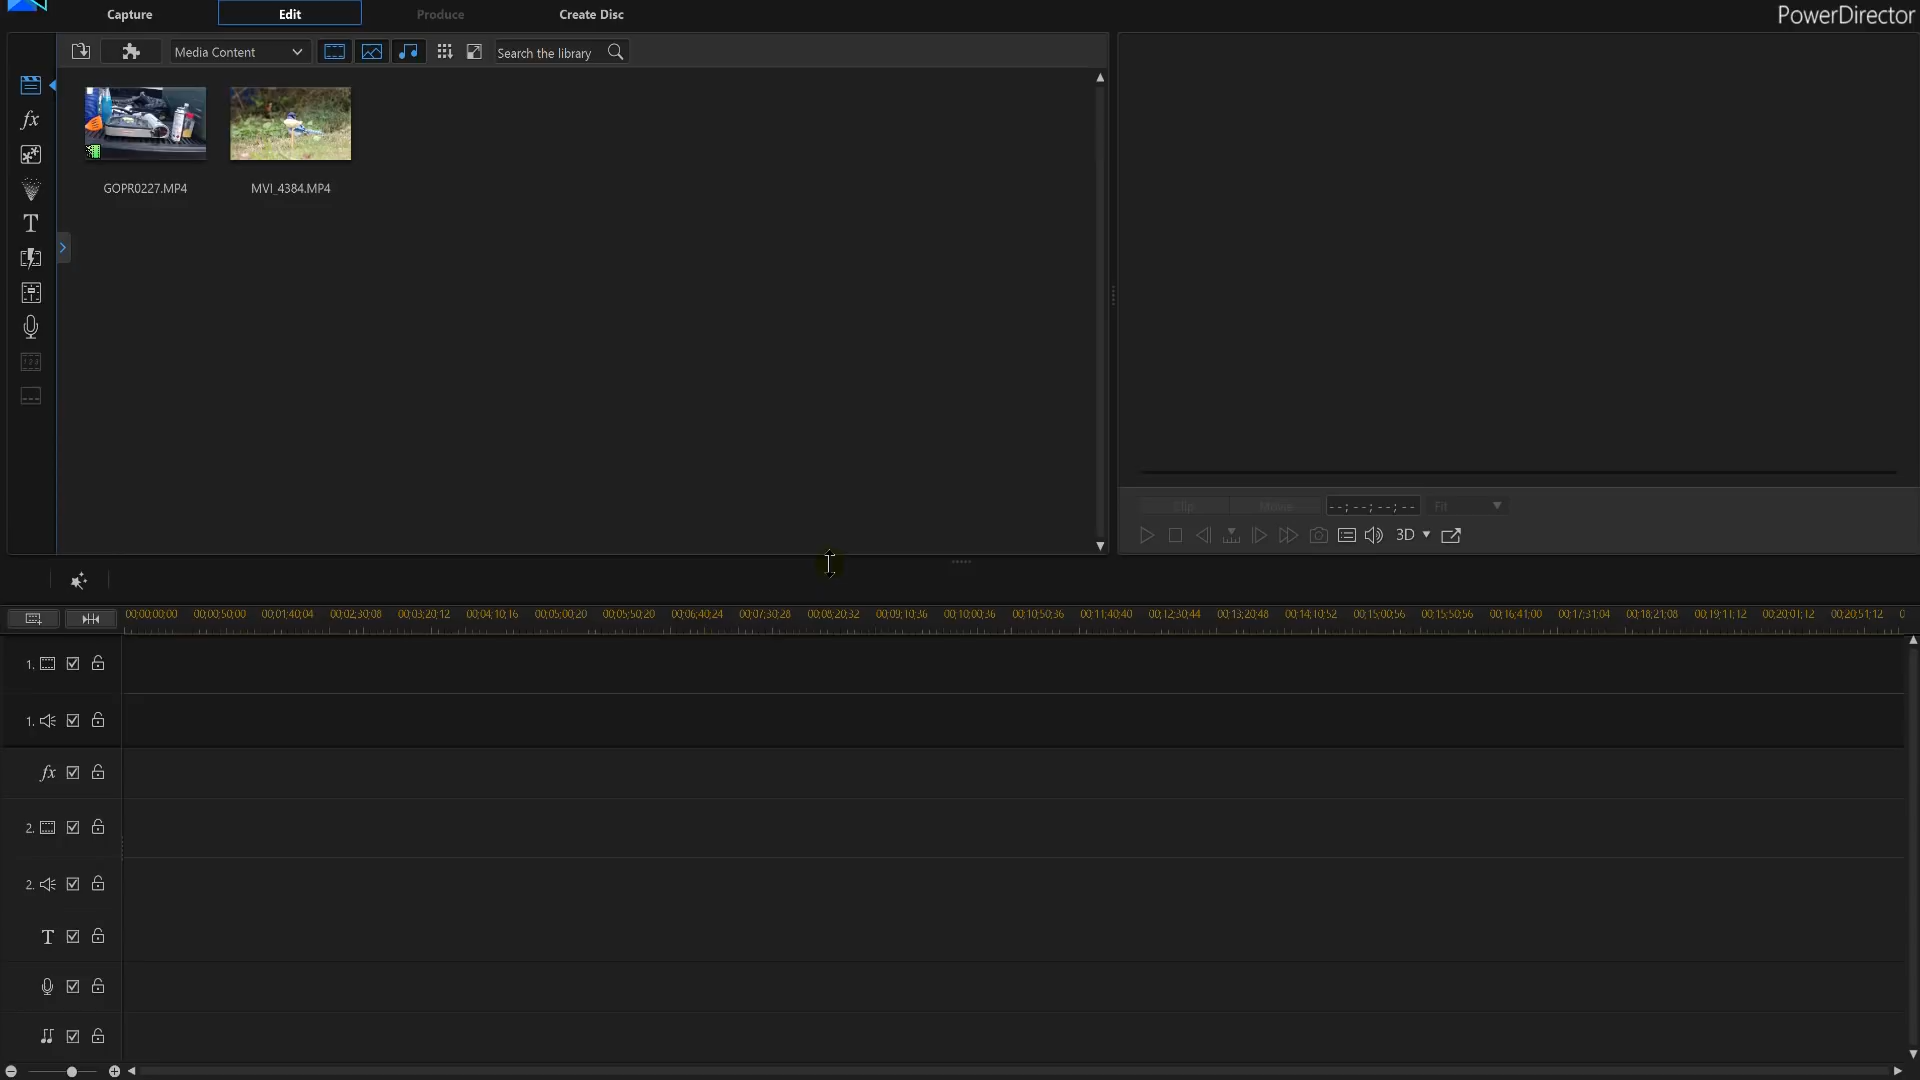 Capture
Edit
Produce
Create Disc
PowerDirector
Media Content
Search the library
fx
T
GOPR0227.MP4
MVI_4384.MP4
Clip
Movie
--;--;--;--
Fit
3D
00;00;00;00 00;00;50;00 00;01;40;04 00;02;30;08 00;03;20;12 00;04;10;16 00;05;00;20 00;05;50;20 00;06;40;24 00;07;30;28 00;08;20;32 00;09;10;36 00;10;00;36 00;10;50;36 00;11;40;40 00;12;30;44 00;13;20;48 00;14;10;52 00;15;00;56 00;15;50;56 00;16;41;00 00;17;31;04 00;18;21;08 00;19;11;12 00;20;01;12 00;20;51;12 0
1.
1.
fx
2.
2.
T